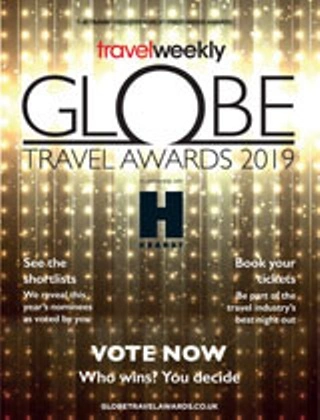 travelweekly
GLOBE
TRAVEL AWARDS 2019
H
HEARST
See the
shortlists
We reveal this
year's nominees
as voted by you
Book your
tickets
Be part of the
travel industry's
best night out
VOTE NOW
Who wins? You decide
GLOBETRAVELAWARDS.CO.UK